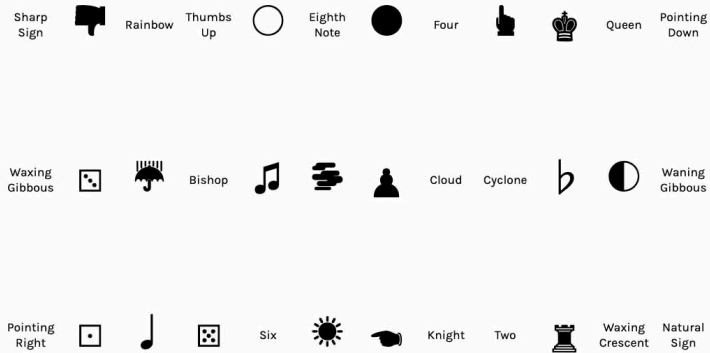 Sharp Sign
Rainbow
Thumbs Up
Eighth Note
Four
Queen
Pointing Down
Waxing Gibbous
Bishop
Cloud
Cyclone
Waning Gibbous
Pointing Right
Six
Knight
Two
Waxing Crescent
Natural Sign